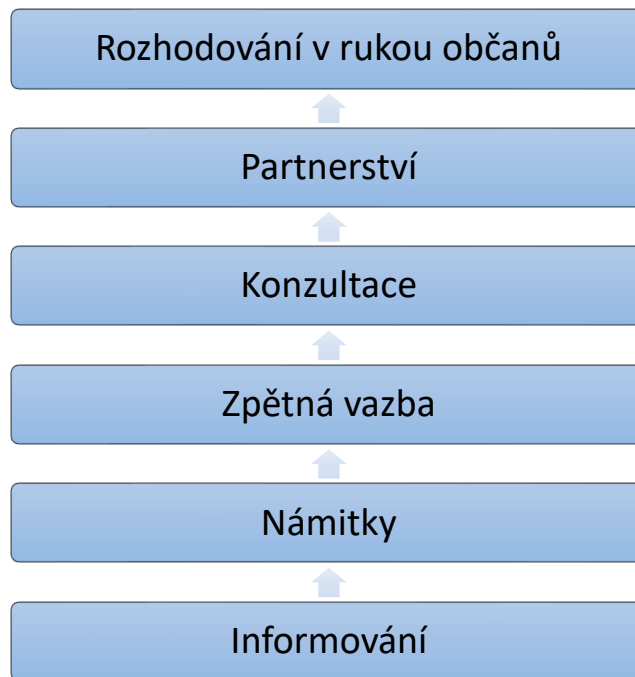 Rozhodování v rukou občanů
Partnerství
Konzultace
Zpětná vazba
Námitky
Informování